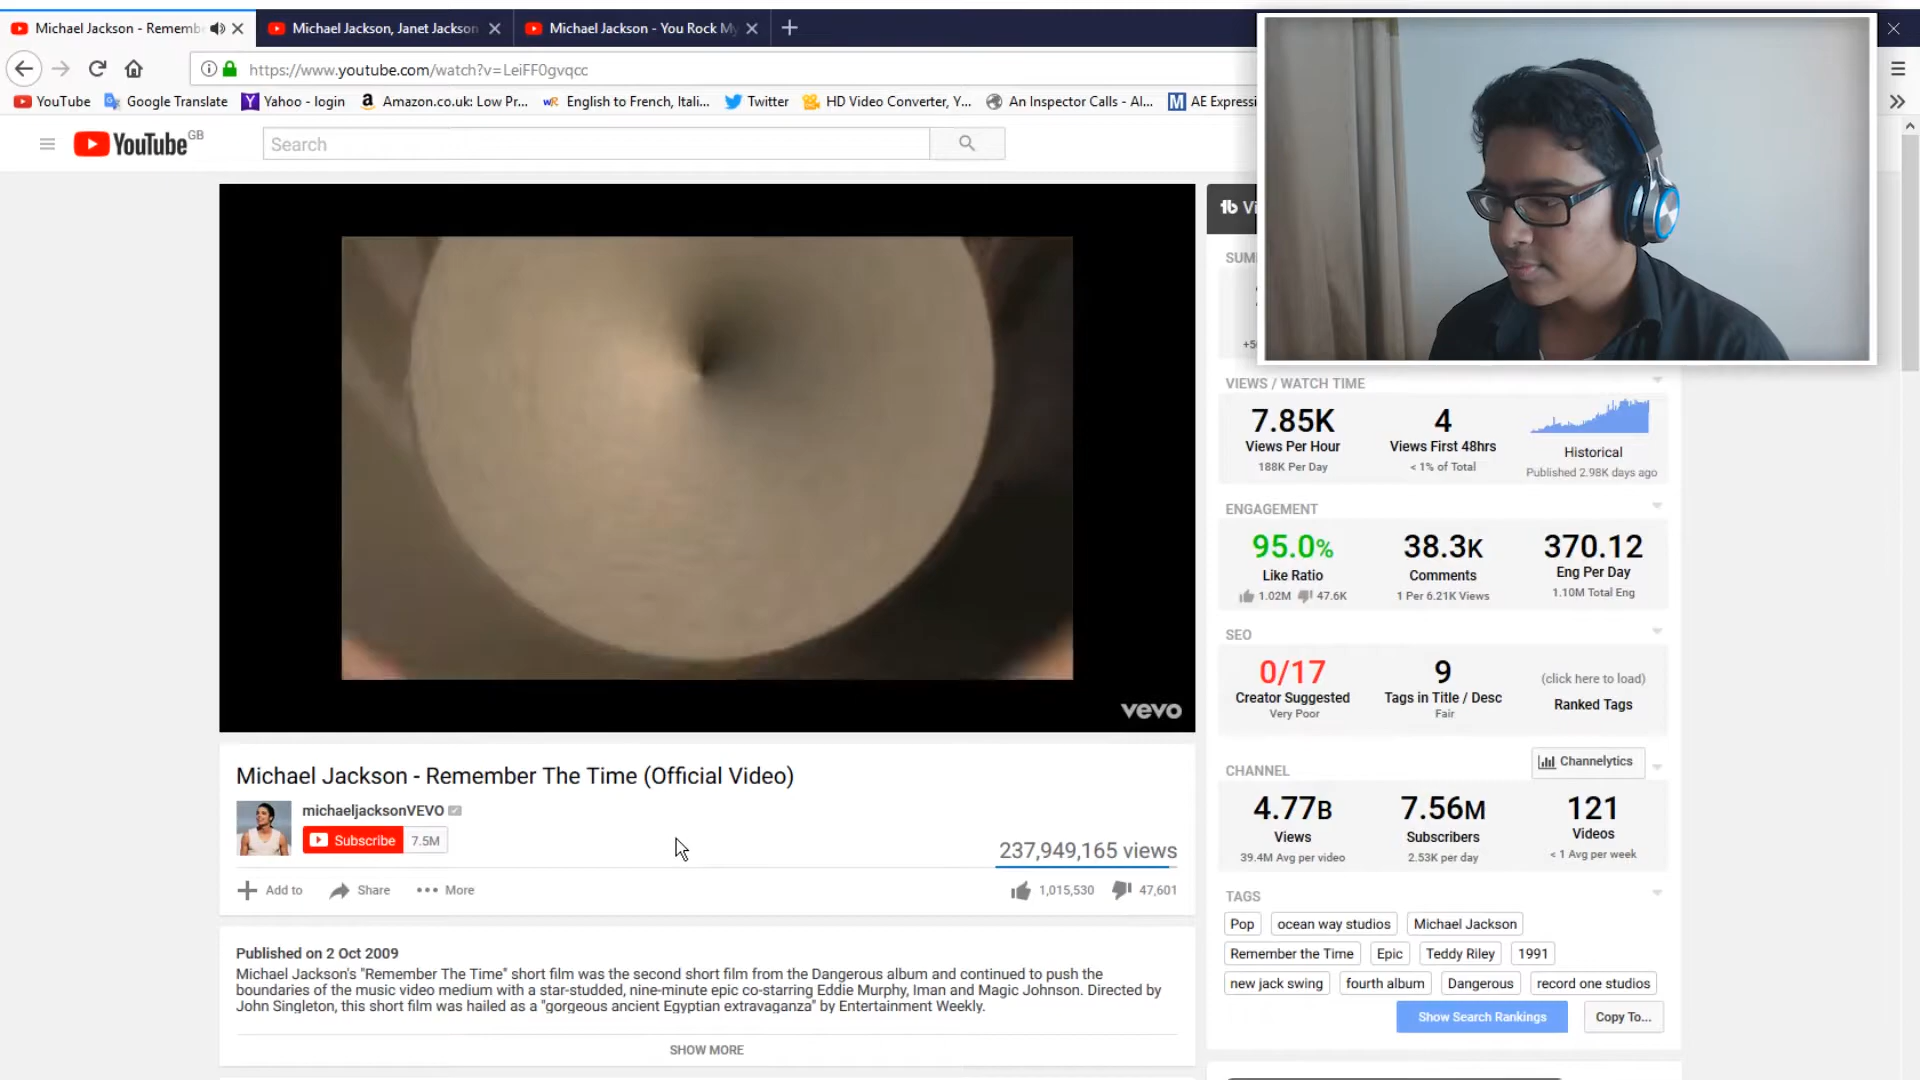 Michael Jackson - Rememb
Michael Jackson, Janet Jackson
Michael Jackson - You Rock My
https://www.youtube.com/watch?v=LeiFF0gvqcc
YouTube
Google Translate
Yahoo - login
Amazon.co.uk: Low Pr...
English to French, Itali...
Twitter
HD Video Converter, Y...
An Inspector Calls - Al...
AE Expressi
YouTube GB
Search
vevo
Michael Jackson - Remember The Time (Official Video)
michaeljacksonVEVO
Subscribe 7.5M
237,949,165 views
Add to
Share
More
1,015,530
47,601
Published on 2 Oct 2009
Michael Jackson's "Remember The Time" short film was the second short film from the Dangerous album and continued to push the
boundaries of the music video medium with a star-studded, nine-minute epic co-starring Eddie Murphy, Iman and Magic Johnson. Directed by
John Singleton, this short film was hailed as a "gorgeous ancient Egyptian extravaganza" by Entertainment Weekly.
SHOW MORE
VIEWS / WATCH TIME
7.85K
Views Per Hour
188K Per Day
4
Views First 48hrs
< 1% of Total
Historical
Published 2.98K days ago
ENGAGEMENT
95.0%
Like Ratio
1.02M 47.6K
38.3K
Comments
1 Per 6.21K Views
370.12
Eng Per Day
1.10M Total Eng
SEO
0/17
Creator Suggested
Very Poor
9
Tags in Title / Desc
Fair
(click here to load)
Ranked Tags
CHANNEL
Channelytics
4.77B
Views
39.4M Avg per video
7.56M
Subscribers
2.53K per day
121
Videos
< 1 Avg per week
TAGS
Pop
ocean way studios
Michael Jackson
Remember the Time
Epic
Teddy Riley
1991
new jack swing
fourth album
Dangerous
record one studios
Show Search Rankings
Copy To...